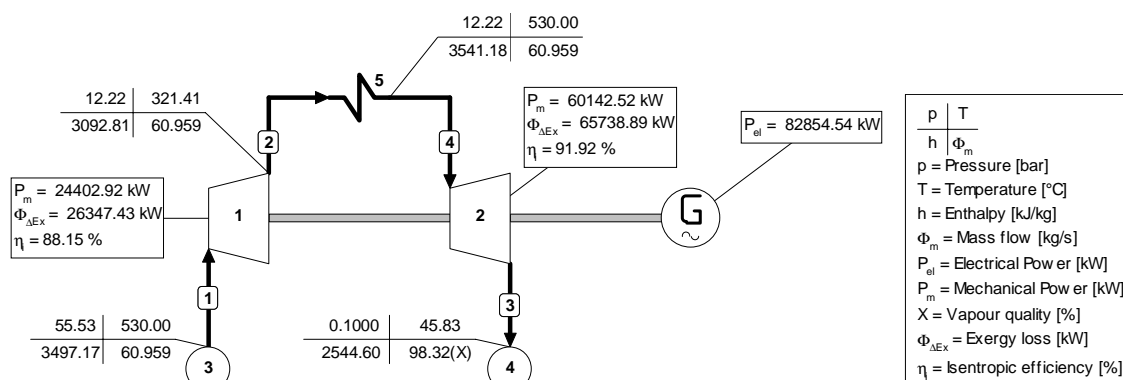 12.22 530.00
3541.18 60.959
5
12.22 321.41
3092.81 60.959
2
4
P_m = 60142.52 kW
Φ_ΔEx = 65738.89 kW
η_i = 91.92 %
P_el = 82854.54 kW
P_m = 24402.92 kW
Φ_ΔEx = 26347.43 kW
η_i = 88.15 %
1
2
G
~
1
3
55.53 530.00
3497.17 60.959
3
0.1000 45.83
2544.60 98.32(X)
4
p T
h Φ_m
p = Pressure [bar]
T = Temperature [°C]
h = Enthalpy [kJ/kg]
Φ_m = Mass flow [kg/s]
P_el = Electrical Power [kW]
P_m = Mechanical Power [kW]
X = Vapour quality [%]
Φ_ΔEx = Exergy loss [kW]
η_i = Isentropic efficiency [%]